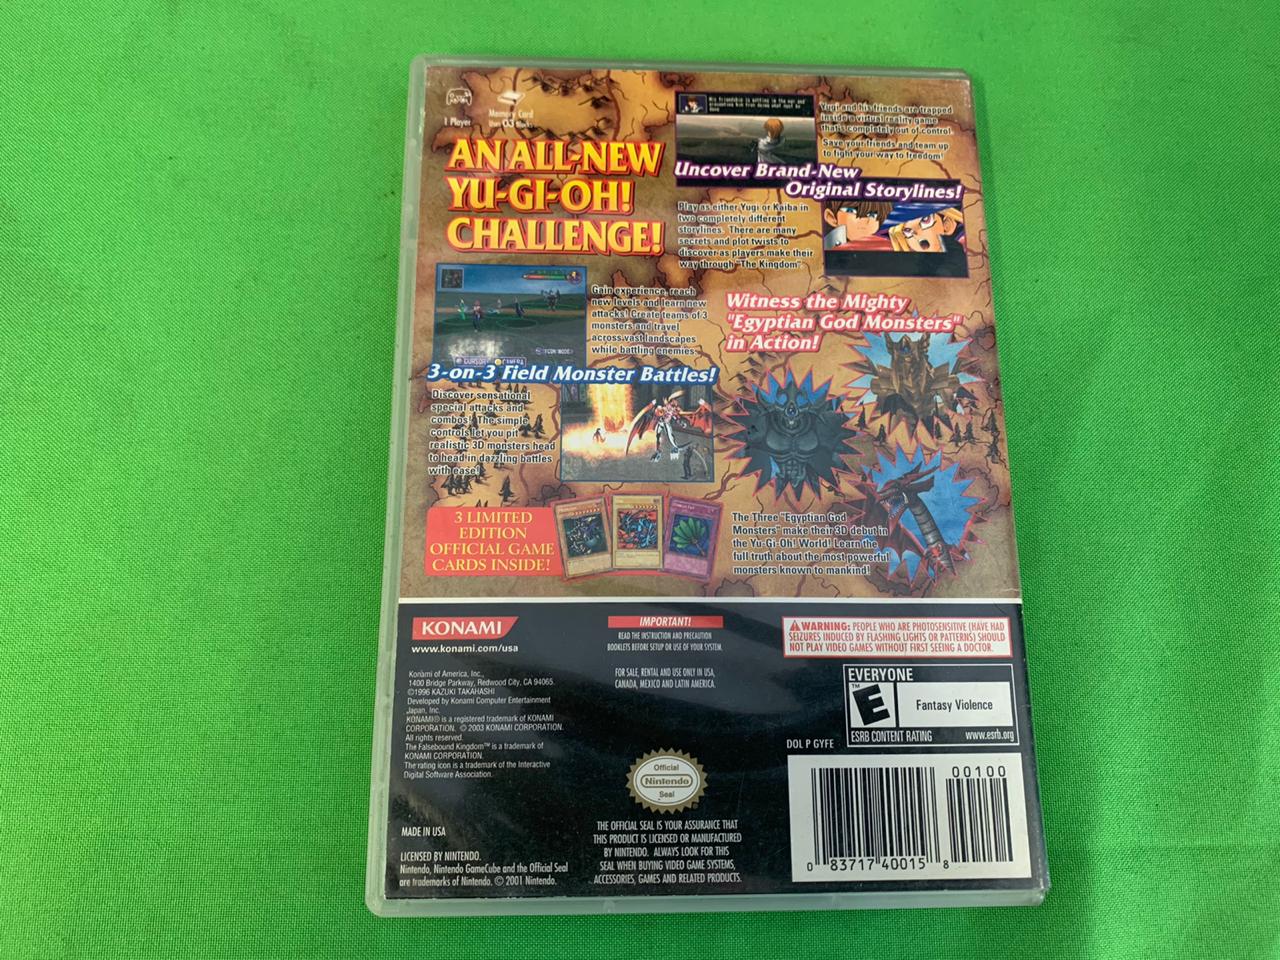 1 Player
Memory Card
Uses 03 Blocks
AN ALL-NEW
YU-GI-OH!
CHALLENGE!
Yugi and his friends are trapped
inside a virtual reality game
that's completely out of control.
Save your friends and team up
to fight your way to freedom!
Uncover Brand-New
Original Storylines!
Play as either Yugi or Kaiba in
two completely different
storylines. There are many
secrets and plot twists to
discover as players make their
way through "The Kingdom".
Gain experience, reach
new levels and learn new
attacks! Create teams of 3
monsters and travel
across vast landscapes
while battling enemies.
CURSOR
CAMERA
3-on-3 Field Monster Battles!
Discover sensational
special attacks and
combos! The simple
controls let you pit
realistic 3D monsters head
to head in dazzling battles
with ease!
Witness the Mighty
"Egyptian God Monsters"
in Action!
The Three "Egyptian God
Monsters" make their 3D debut in
the Yu-Gi-Oh! World! Learn the
full truth about the most powerful
monsters known to mankind!
3 LIMITED
EDITION
OFFICIAL GAME
CARDS INSIDE!
KONAMI
www.konami.com/usa
Konami of America, Inc.,
1400 Bridge Parkway, Redwood City, CA 94065.
©1996 KAZUKI TAKAHASHI
Developed by Konami Computer Entertainment
Japan, Inc.
KONAMI® is a registered trademark of KONAMI
CORPORATION. © 2003 KONAMI CORPORATION.
All rights reserved.
The Falsebound Kingdom™ is a trademark of
KONAMI CORPORATION.
The rating icon is a trademark of the Interactive
Digital Software Association.
MADE IN USA
LICENSED BY NINTENDO.
Nintendo, Nintendo GameCube and the Official Seal
are trademarks of Nintendo. © 2001 Nintendo.
IMPORTANT!
READ THE INSTRUCTION AND PRECAUTION
BOOKLETS BEFORE SETUP OR USE OF YOUR SYSTEM.
FOR SALE, RENTAL AND USE ONLY IN USA,
CANADA, MEXICO AND LATIN AMERICA.
Official
Nintendo
Seal
THE OFFICIAL SEAL IS YOUR ASSURANCE THAT
THIS PRODUCT IS LICENSED OR MANUFACTURED
BY NINTENDO. ALWAYS LOOK FOR THIS
SEAL WHEN BUYING VIDEO GAME SYSTEMS,
ACCESSORIES, GAMES AND RELATED PRODUCTS.
WARNING: PEOPLE WHO ARE PHOTOSENSITIVE (HAVE HAD
SEIZURES INDUCED BY FLASHING LIGHTS OR PATTERNS) SHOULD
NOT PLAY VIDEO GAMES WITHOUT FIRST SEEING A DOCTOR.
EVERYONE
E™
Fantasy Violence
ESRB CONTENT RATING www.esrb.org
DOL P GYFE
00100
0 83717 40015 8